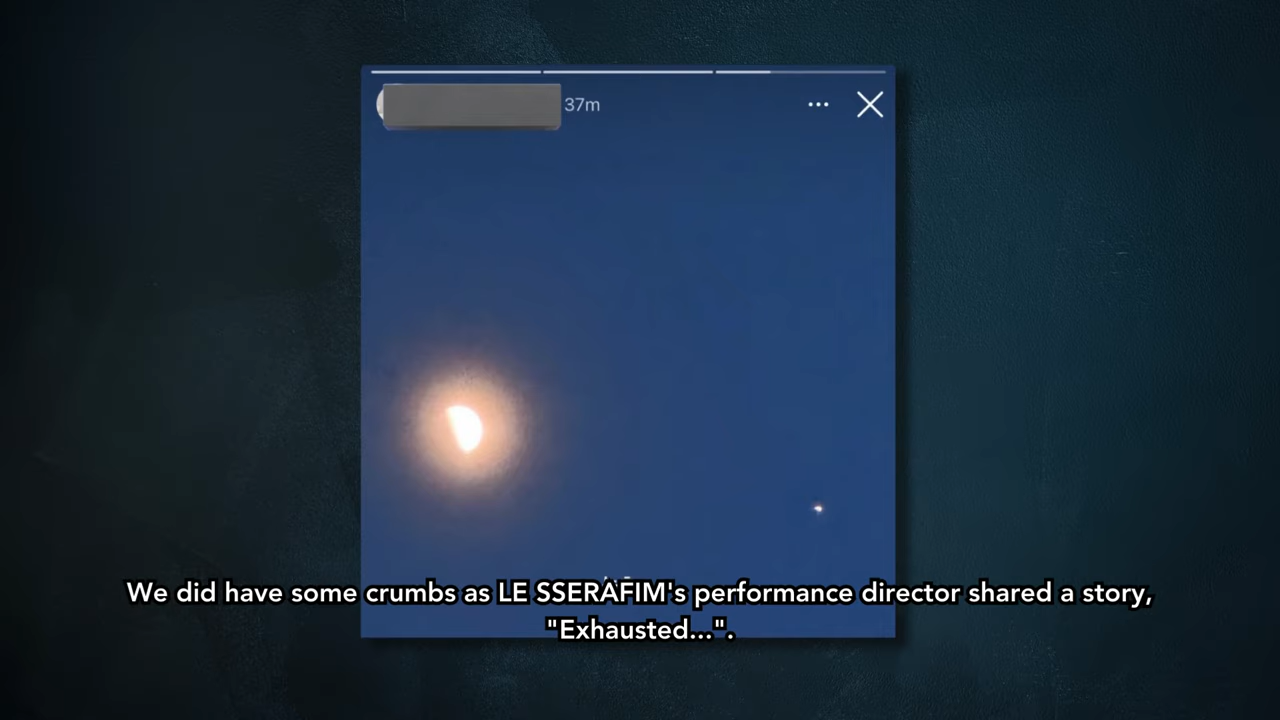 37m
We did have some crumbs as LE SSERAFIM's performance director shared a story,
"Exhausted...".